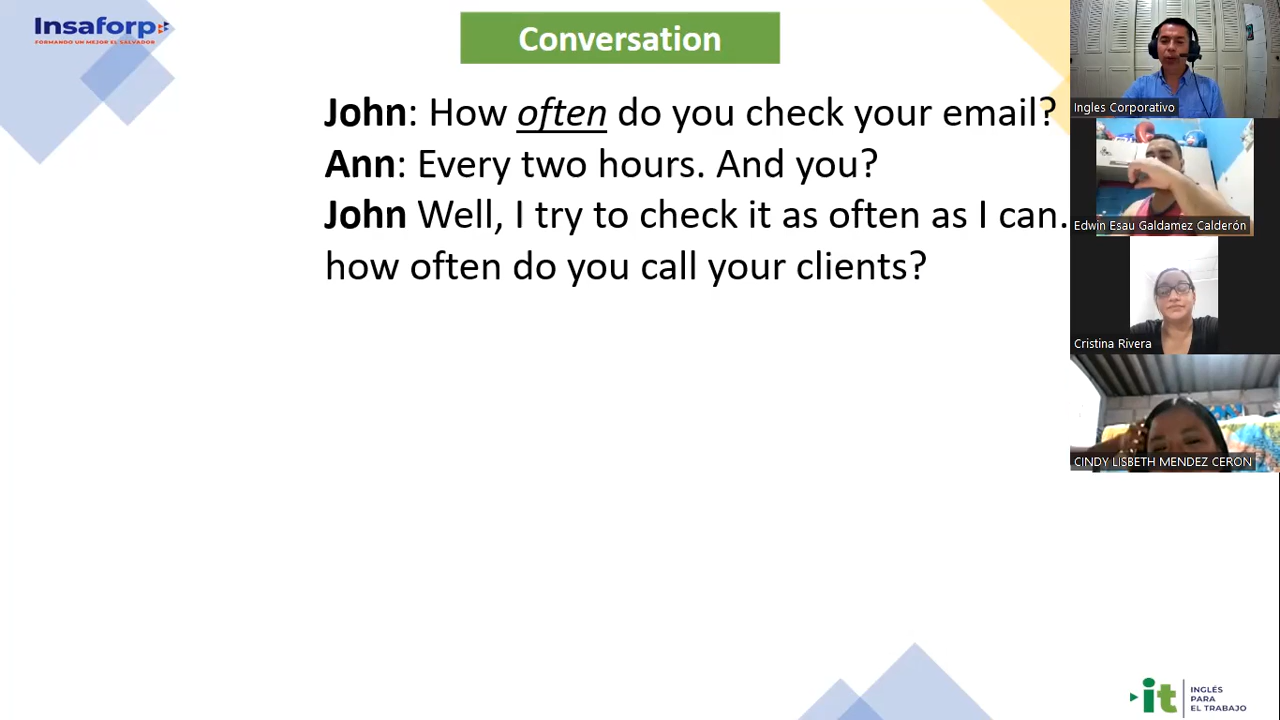 Insaforp
FORMANDO UN MEJOR EL SALVADOR
Conversation
John: How often do you check your email?
Ann: Every two hours. And you?
John Well, I try to check it as often as I can.
how often do you call your clients?
Ingles Corporativo
Edwin Esau Galdamez Calderón
Cristina Rivera
CINDY LISBETH MENDEZ CERON
it
INGLÉS
PARA
EL TRABAJO